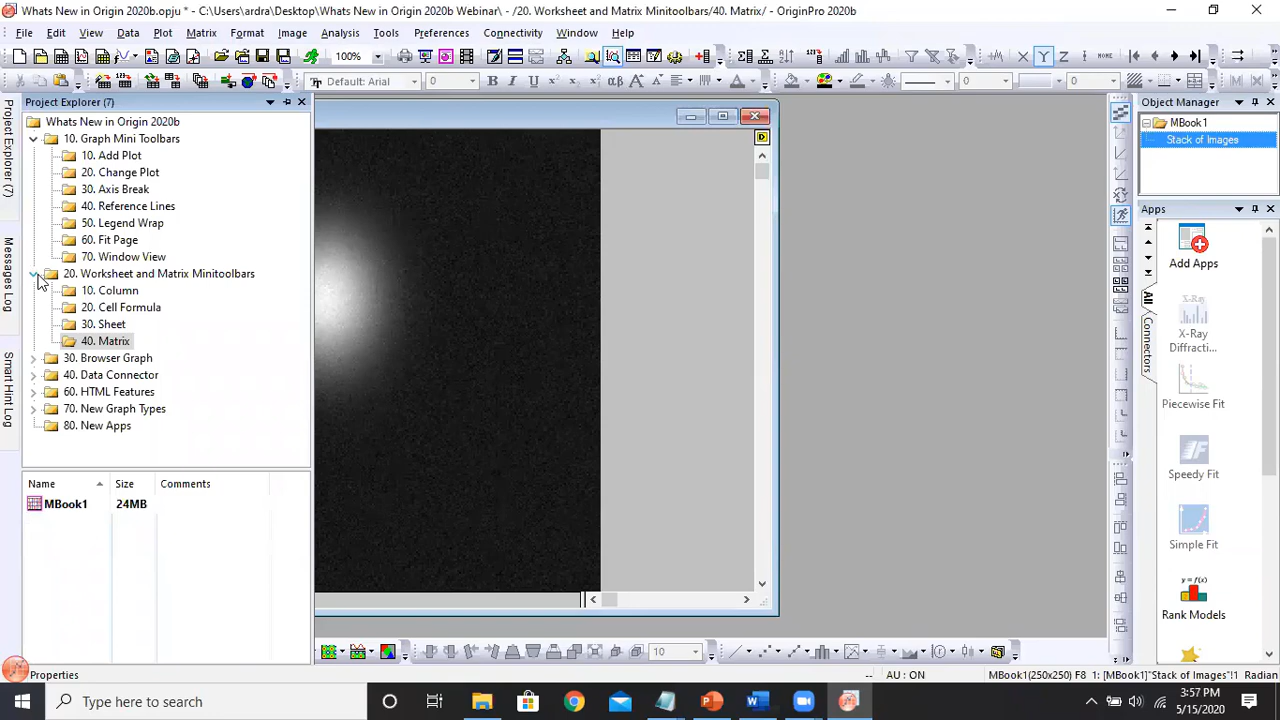 Whats New in Origin 2020b.opju * - C:\Users\ardra\Desktop\Whats New in Origin 2020b Webinar\ - /20. Worksheet and Matrix Minitoolbars/40. Matrix/ - OriginPro 2020b
File Edit View Data Plot Matrix Format Image Analysis Tools Preferences Connectivity Window Help
100%
Default: Arial 0 B I U αβ A A 0 0
Project Explorer (7)
Messages Log
Smart Hint Log
Project Explorer (7)
Whats New in Origin 2020b
10. Graph Mini Toolbars
10. Add Plot
20. Change Plot
30. Axis Break
40. Reference Lines
50. Legend Wrap
60. Fit Page
70. Window View
20. Worksheet and Matrix Minitoolbars
10. Column
20. Cell Formula
30. Sheet
40. Matrix
30. Browser Graph
40. Data Connector
60. HTML Features
70. New Graph Types
80. New Apps
Name Size Comments
MBook1 24MB
D
Object Manager
MBook1
Stack of Images
Apps
All
Connectors
Add Apps
X-Ray
X-Ray
Diffracti...
Piecewise Fit
Speedy Fit
Simple Fit
y = f(x)
Rank Models
10
Properties
-- AU : ON MBook1(250x250) F8 1: [MBook1]"Stack of Images"!1 Radian
Type here to search
3:57 PM
5/15/2020